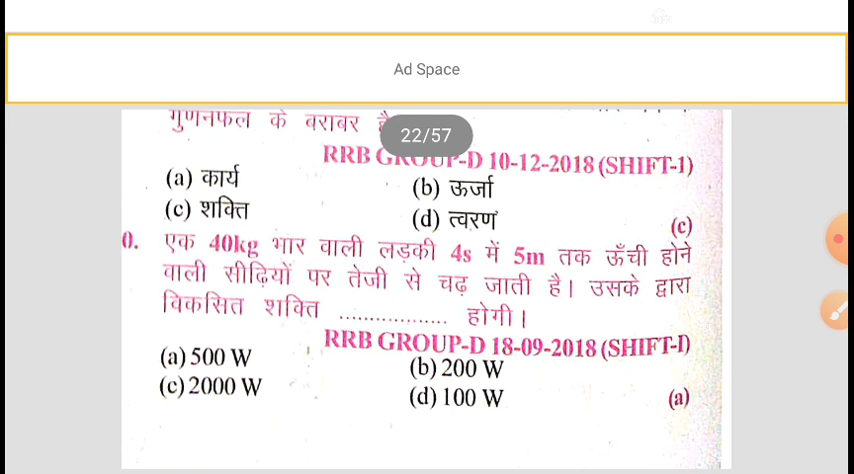 Ad Space
गुणनफल के बराबर
22/57
RRB GROUP-D 10-12-2018 (SHIFT-1)
(a) कार्य (b) ऊर्जा
(c) शक्ति (d) त्वरण (c)
0. एक 40kg भार वाली लड़की 4s में 5m तक ऊँची होने
वाली सीढ़ियों पर तेजी से चढ़ जाती है। उसके द्वारा
विकसित शक्ति .................. होगी।
RRB GROUP-D 18-09-2018 (SHIFT-I)
(a) 500 W (b) 200 W
(c) 2000 W (d) 100 W (a)